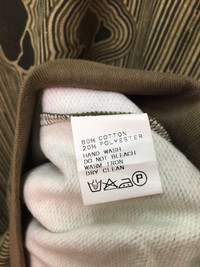 80% COTTON
20% POLYESTER
HAND WASH
DO NOT BLEACH
WARM IRON
DRY CLEAN
P